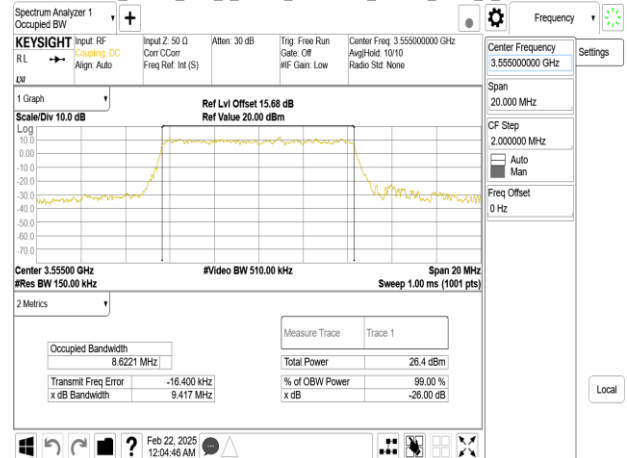 Spectrum Analyzer 1
Occupied BW
+
Frequency
KEYSIGHT
RL
LXI
Input: RF
Coupling: DC
Align: Auto
Input Z: 50 Ω
Corr CCorr
Freq Ref: Int (S)
Atten: 30 dB
Trig: Free Run
Gate: Off
#IF Gain: Low
Center Freq: 3.555000000 GHz
Avg|Hold: 10/10
Radio Std: None
Center Frequency
3.555000000 GHz
Settings
Span
20.000 MHz
CF Step
2.000000 MHz
Auto
Man
Freq Offset
0 Hz
Local
1 Graph
Scale/Div 10.0 dB
Ref Lvl Offset 15.68 dB
Ref Value 20.00 dBm
Log
10.0
0.00
-10.0
-20.0
-30.0
-40.0
-50.0
-60.0
-70.0
Center 3.55500 GHz
#Video BW 510.00 kHz
Span 20 MHz
#Res BW 150.00 kHz
Sweep 1.00 ms (1001 pts)
2 Metrics
Measure Trace Trace 1
Occupied Bandwidth
8.6221 MHz
Total Power 26.4 dBm
Transmit Freq Error -16.400 kHz
% of OBW Power 99.00 %
x dB Bandwidth 9.417 MHz
x dB -26.00 dB
?
Feb 22, 2025
12:04:46 AM